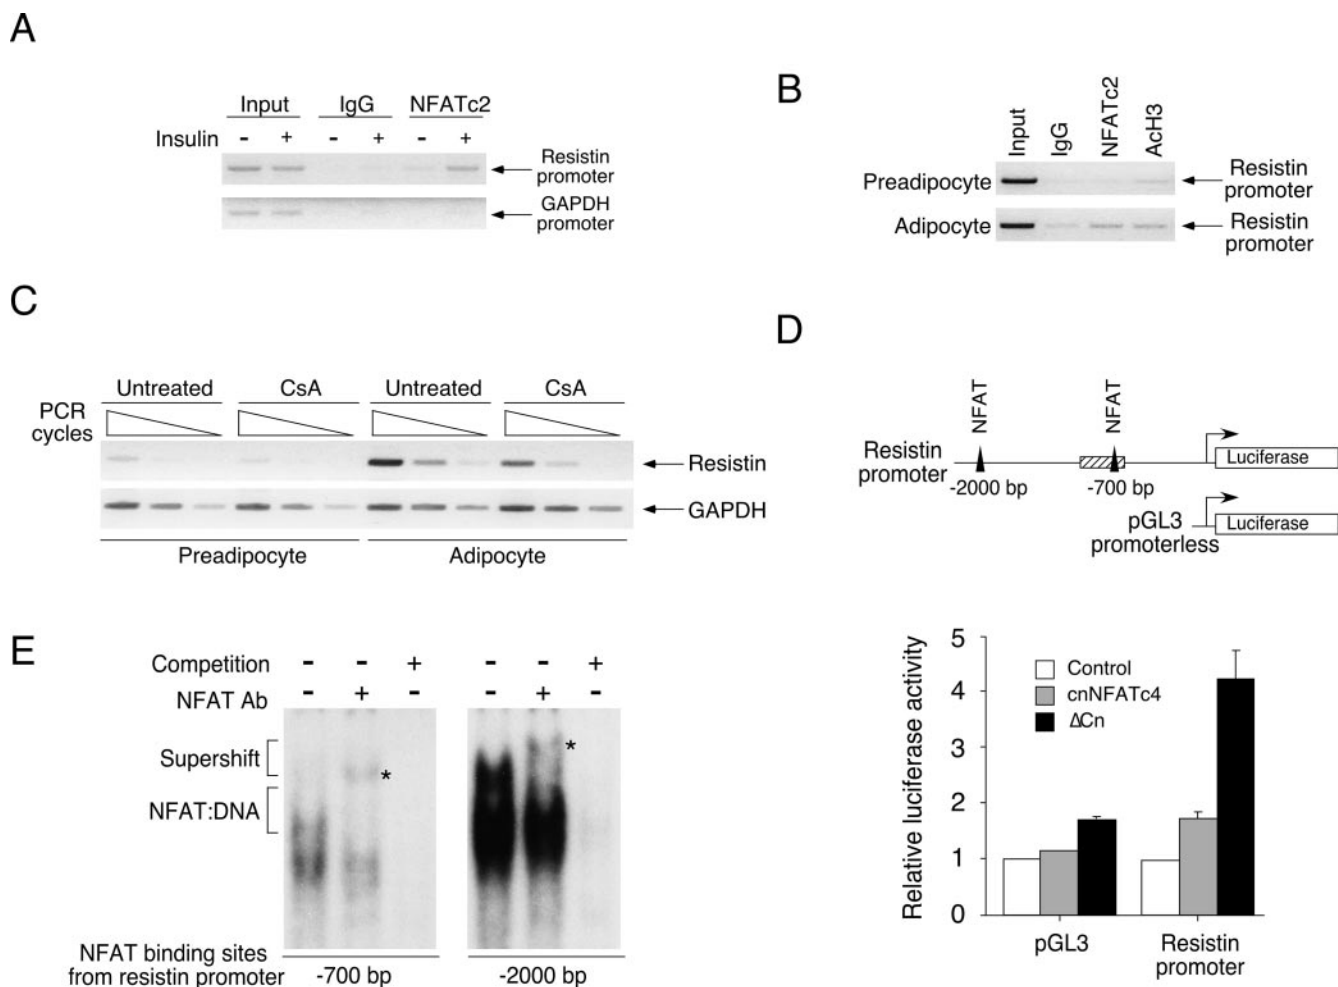 A
Input IgG NFATc2
Insulin - + - + - +
Resistin
promoter
GAPDH
promoter
B
Input IgG NFATc2 AcH3
Preadipocyte
Resistin
promoter
Adipocyte
Resistin
promoter
C
Untreated CsA Untreated CsA
PCR
cycles
Resistin
GAPDH
Preadipocyte Adipocyte
D
NFAT NFAT
Resistin
promoter
Luciferase
-2000 bp -700 bp
pGL3
promoterless
Luciferase
Relative luciferase activity
5
4
3
2
1
0
Control
cnNFATc4
ΔCn
pGL3 Resistin
promoter
E
Competition - - + - - +
NFAT Ab - + - - + -
Supershift
*
*
NFAT:DNA
NFAT binding sites
from resistin promoter
-700 bp -2000 bp